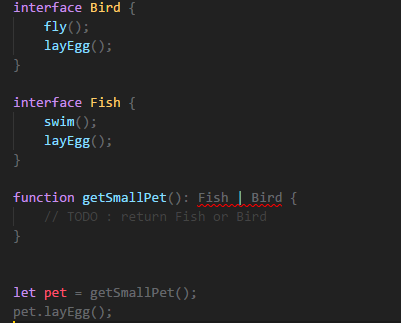 interface Bird {
    fly();
    layEgg();
}
interface Fish {
    swim();
    layEgg();
}
function getSmallPet(): Fish | Bird {
    // TODO : return Fish or Bird
}
let pet = getSmallPet();
pet.layEgg();